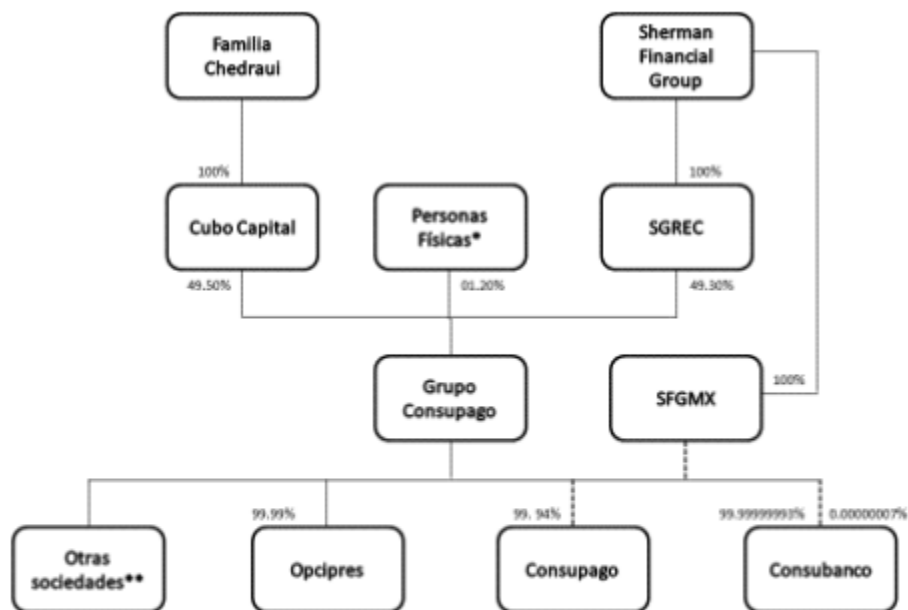 Familia
Chedraui
Sherman
Financial
Group
100%
100%
Cubo Capital
Personas
Físicas*
SGREC
49.50%
01.20%
49.30%
Grupo
Consupago
SFGMX
100%
99.99%
99. 94%
99.99999993%
0.00000007%
Otras
sociedades**
Opcipres
Consupago
Consubanco